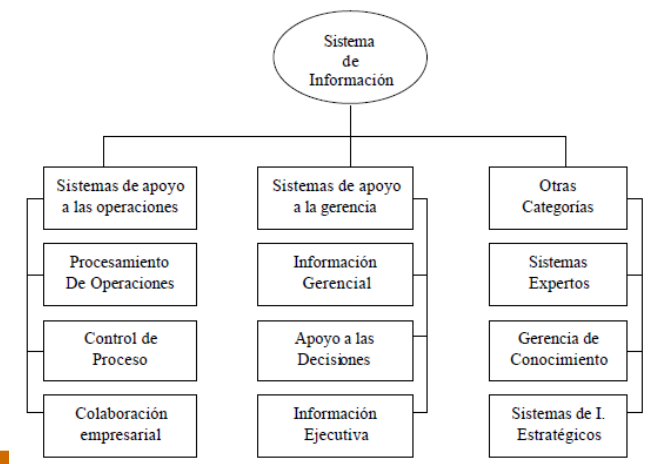 Sistema
de
Información
Sistemas de apoyo
a las operaciones
Sistemas de apoyo
a la gerencia
Otras
Categorías
Procesamiento
De Operaciones
Información
Gerencial
Sistemas
Expertos
Control de
Proceso
Apoyo a las
Decisiones
Gerencia de
Conocimiento
Colaboración
empresarial
Información
Ejecutiva
Sistemas de I.
Estratégicos